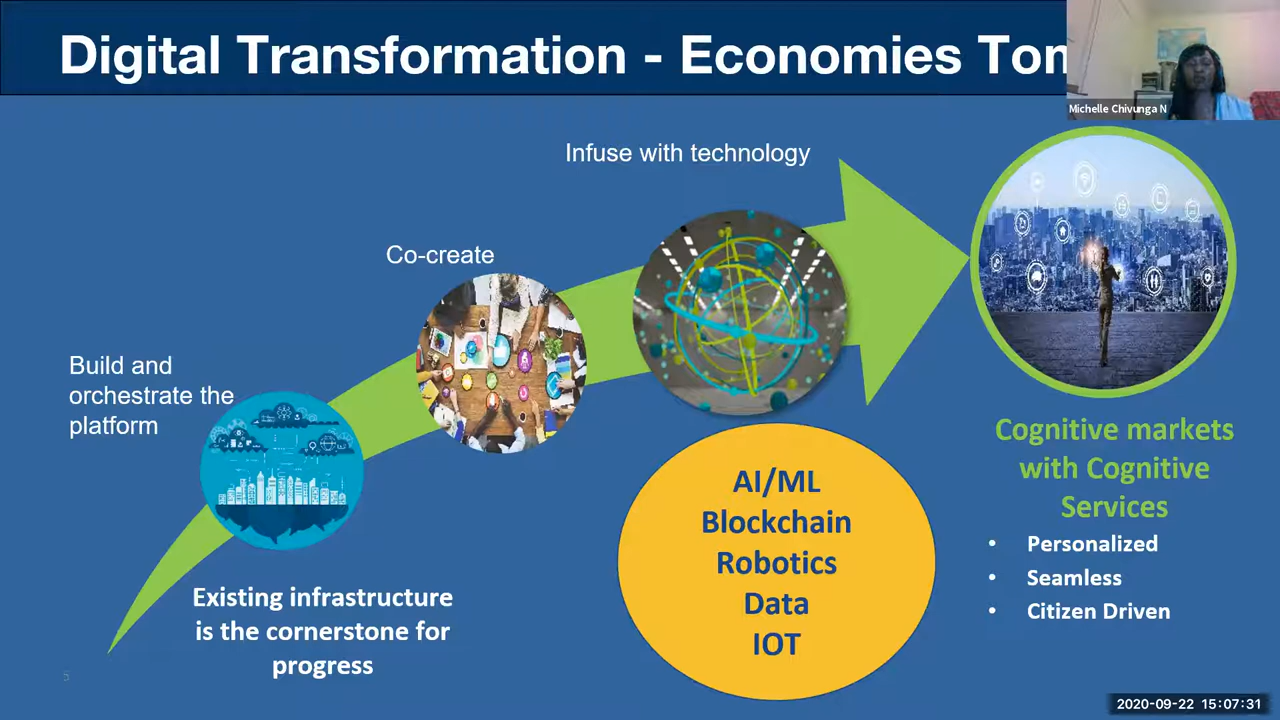 Digital Transformation - Economies Tom
Michelle Chivunga N
Infuse with technology
Co-create
Build and
orchestrate the
platform
Existing infrastructure
is the cornerstone for
progress
AI/ML
Blockchain
Robotics
Data
IOT
Cognitive markets
with Cognitive
Services
• Personalized
• Seamless
• Citizen Driven
5
2020-09-22 15:07:31